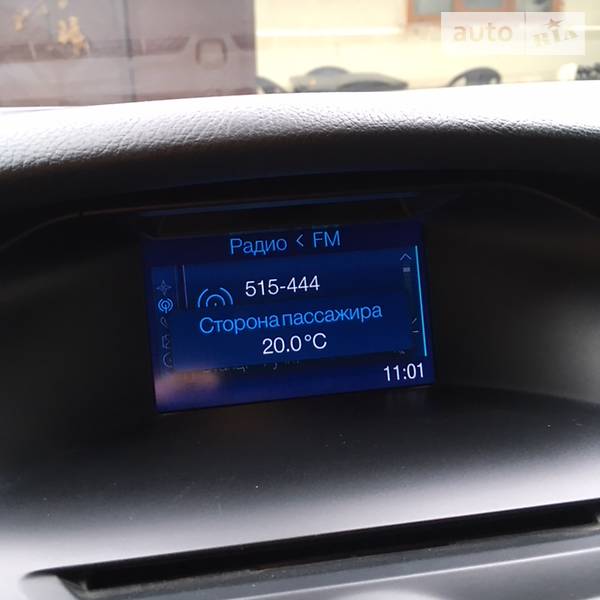 auto RIA
Радио < FM
515-444
Сторона пассажира
20.0°C
11:01